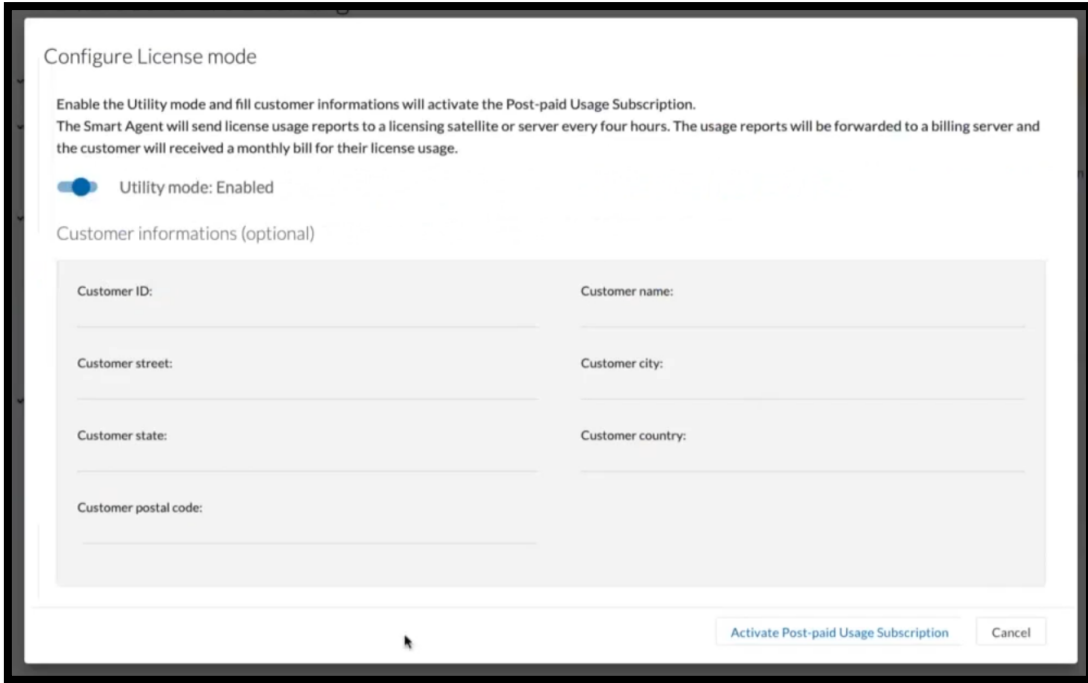 Configure License mode
Enable the Utility mode and fill customer informations will activate the Post-paid Usage Subscription.
The Smart Agent will send license usage reports to a licensing satellite or server every four hours. The usage reports will be forwarded to a billing server and
the customer will received a monthly bill for their license usage.
Utility mode: Enabled
Customer informations (optional)
Customer ID:
Customer name:
Customer street:
Customer city:
Customer state:
Customer country:
Customer postal code:
Activate Post-paid Usage Subscription
Cancel